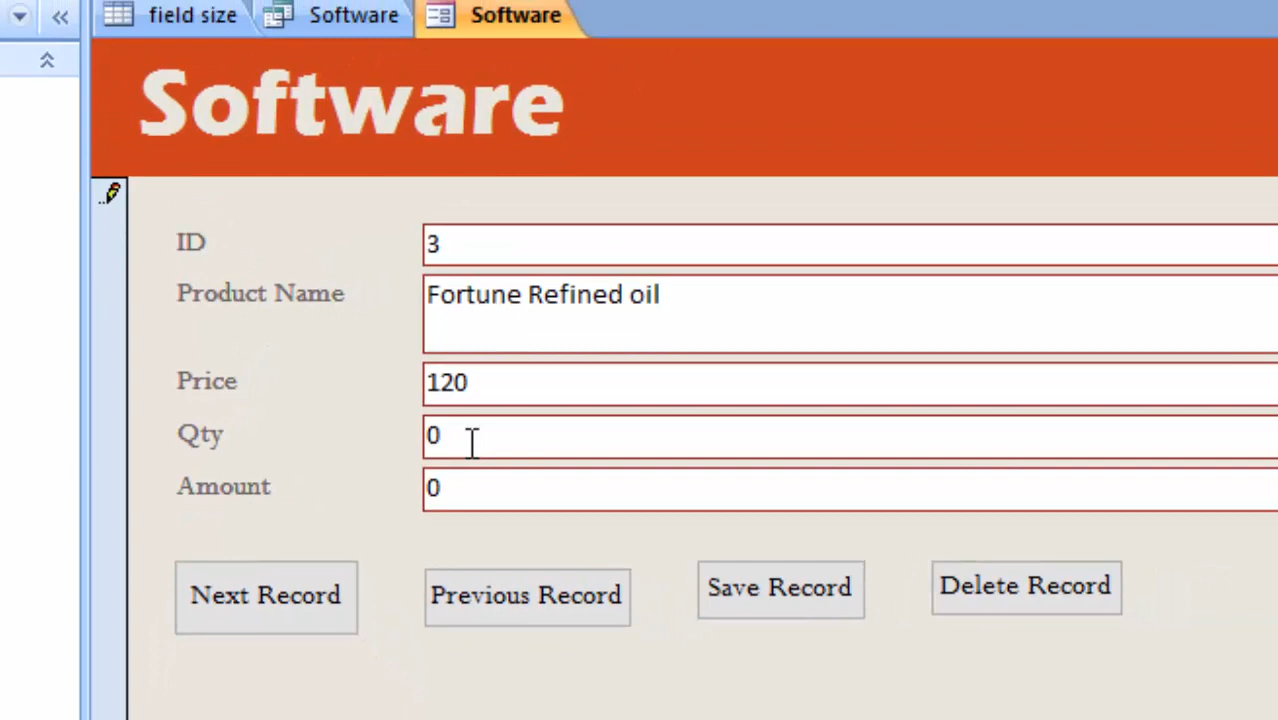 field size Software Software
Software
ID 3
Product Name Fortune Refined oil
Price 120
Qty 0
Amount 0
Next Record Previous Record Save Record Delete Record